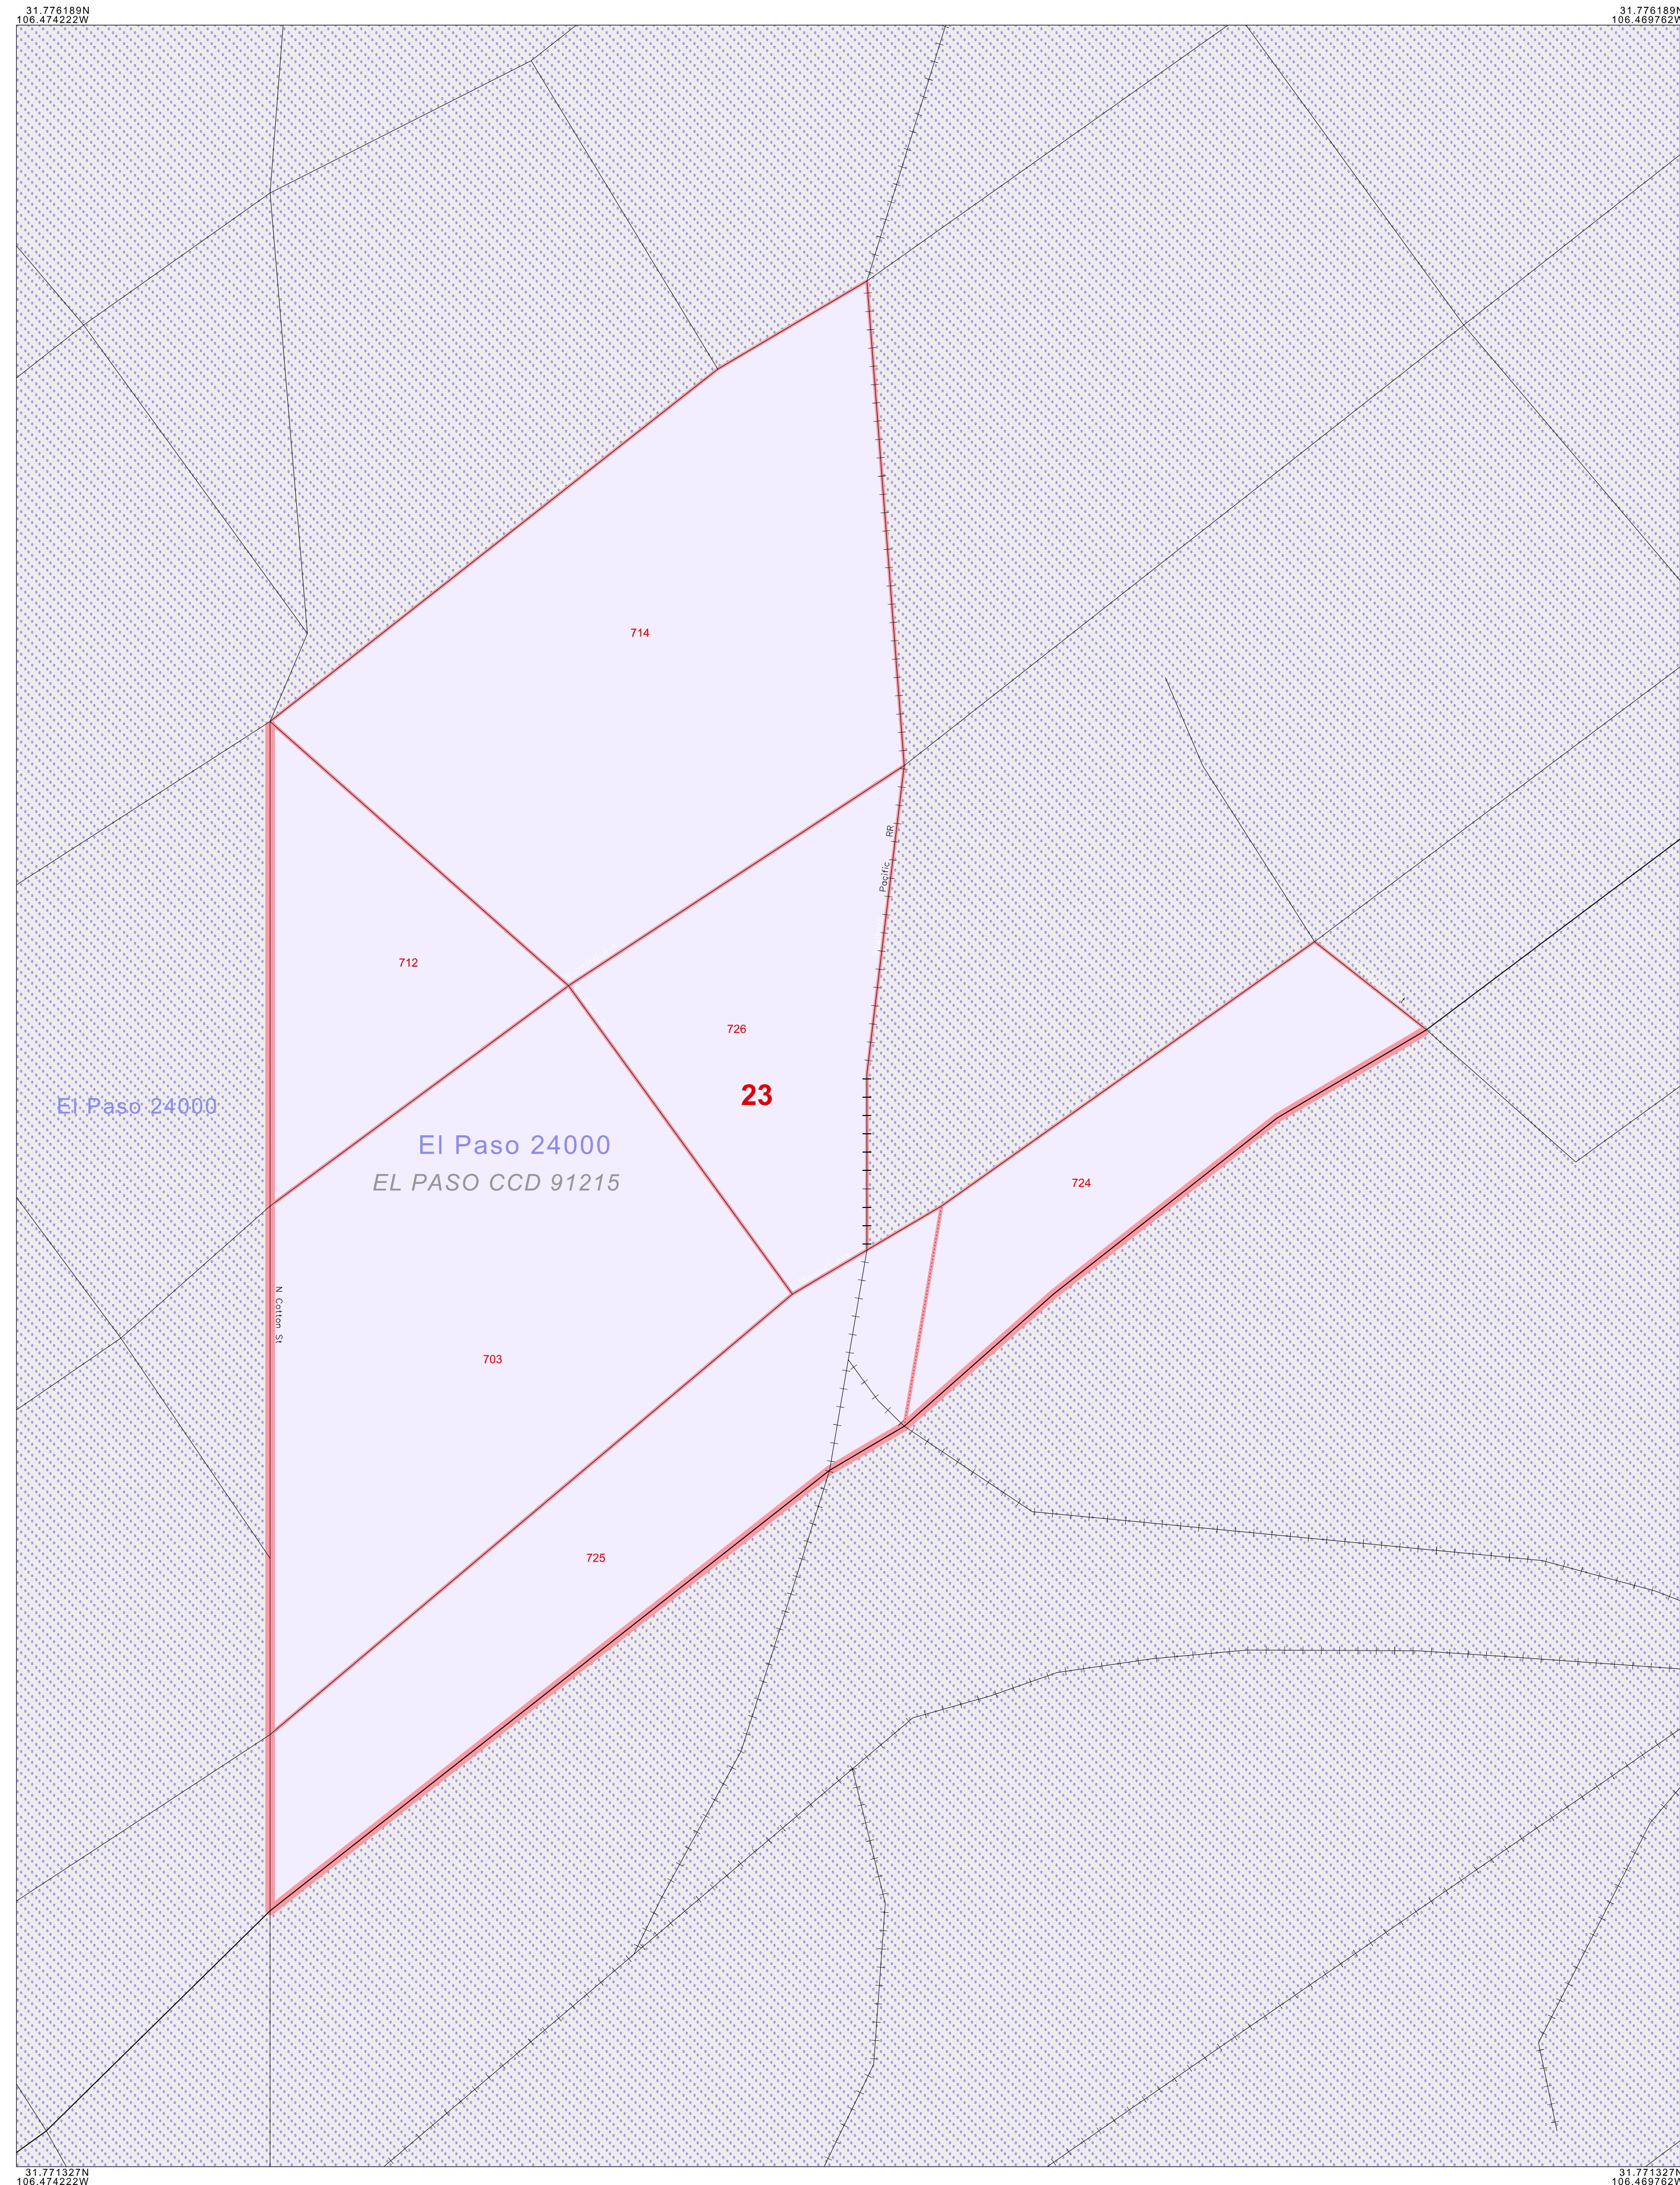 31.776189N
106.474222W
31.776189N
106.469762W
714
Pacific RR
712
726
23
El Paso 24000
El Paso 24000
EL PASO CCD 91215
724
N Cotton St
703
725
31.771327N
106.474222W
31.771327N
106.469762W